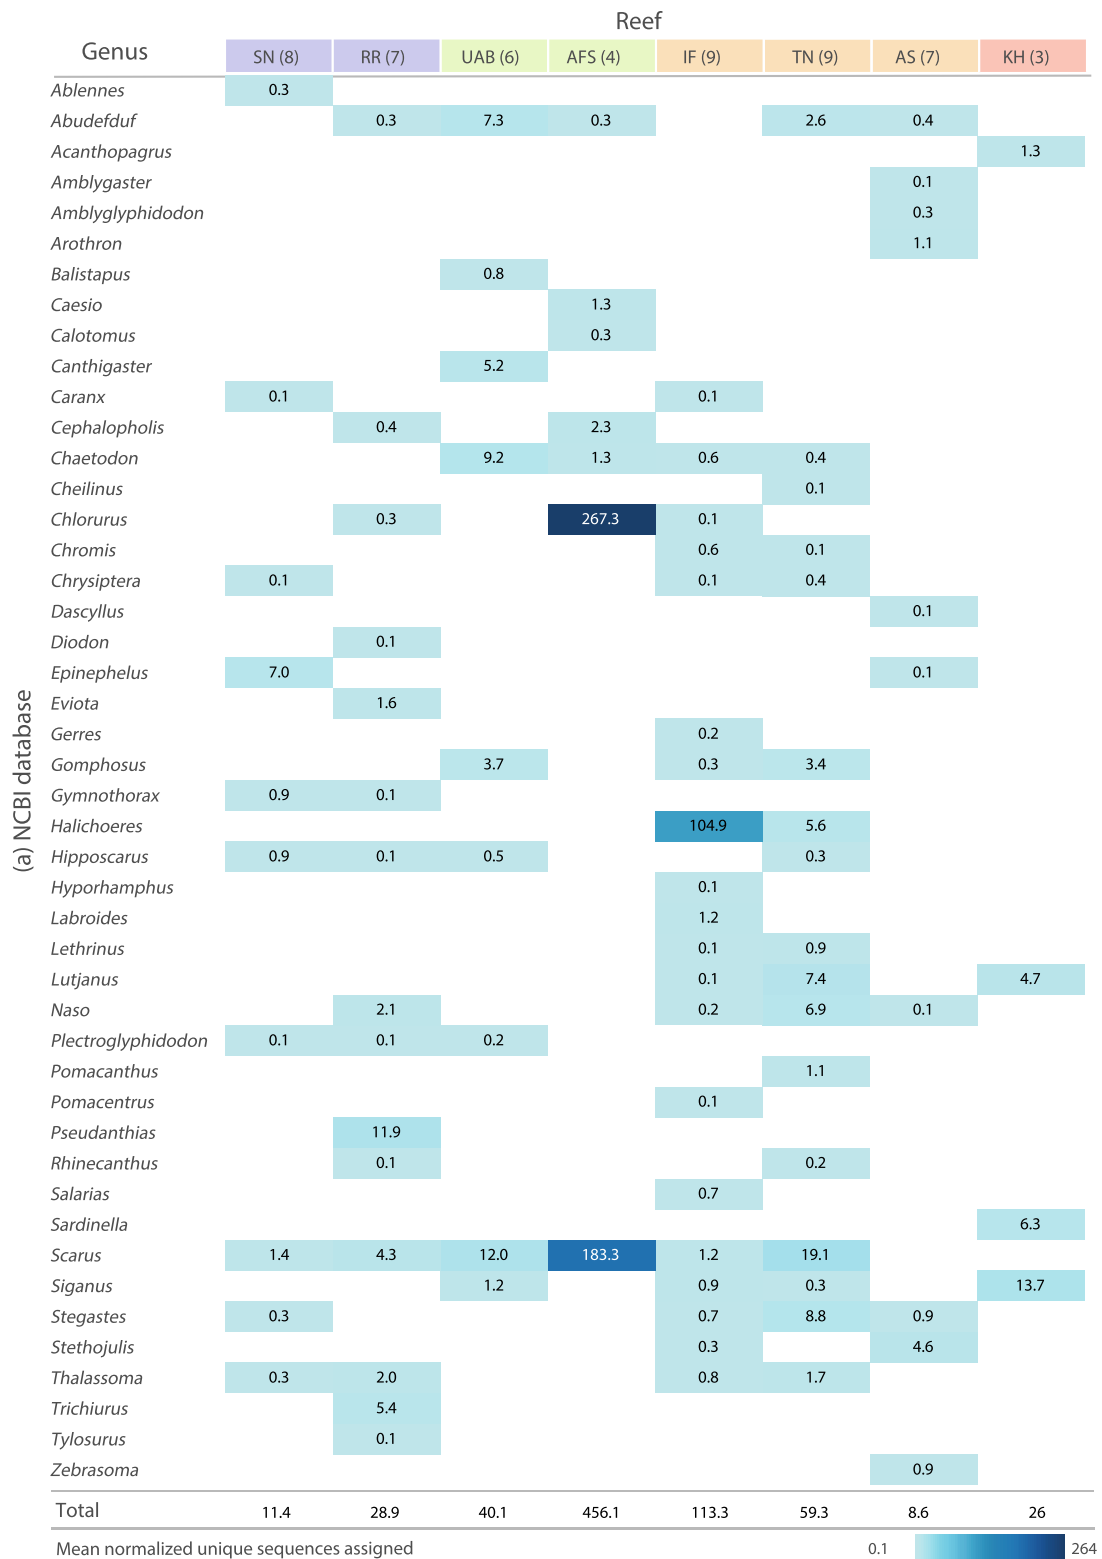 Reef
Genus SN (8) RR (7) UAB (6) AFS (4) IF (9) TN (9) AS (7) KH (3)
(a) NCBI database
Ablennes 0.3
Abudefduf 0.3 7.3 0.3 2.6 0.4
Acanthopagrus 1.3
Amblygaster 0.1
Amblyglyphidodon 0.3
Arothron 1.1
Balistapus 0.8
Caesio 1.3
Calotomus 0.3
Canthigaster 5.2
Caranx 0.1 0.1
Cephalopholis 0.4 2.3
Chaetodon 9.2 1.3 0.6 0.4
Cheilinus 0.1
Chlorurus 0.3 267.3 0.1
Chromis 0.6 0.1
Chrysiptera 0.1 0.1 0.4
Dascyllus 0.1
Diodon 0.1
Epinephelus 7.0 0.1
Eviota 1.6
Gerres 0.2
Gomphosus 3.7 0.3 3.4
Gymnothorax 0.9 0.1
Halichoeres 104.9 5.6
Hipposcarus 0.9 0.1 0.5 0.3
Hyporhamphus 0.1
Labroides 1.2
Lethrinus 0.1 0.9
Lutjanus 0.1 7.4 4.7
Naso 2.1 0.2 6.9 0.1
Plectroglyphidodon 0.1 0.1 0.2
Pomacanthus 1.1
Pomacentrus 0.1
Pseudanthias 11.9
Rhinecanthus 0.1 0.2
Salarias 0.7
Sardinella 6.3
Scarus 1.4 4.3 12.0 183.3 1.2 19.1
Siganus 1.2 0.9 0.3 13.7
Stegastes 0.3 0.7 8.8 0.9
Stethojulis 0.3 4.6
Thalassoma 0.3 2.0 0.8 1.7
Trichiurus 5.4
Tylosurus 0.1
Zebrasoma 0.9
Total 11.4 28.9 40.1 456.1 113.3 59.3 8.6 26
Mean normalized unique sequences assigned 0.1 264